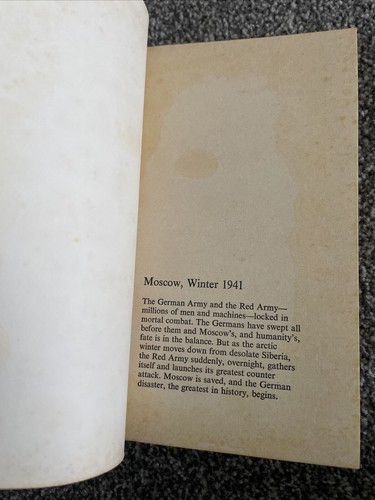 Moscow, Winter 1941
The German Army and the Red Army—
millions of men and machines—locked in
mortal combat. The Germans have swept all
before them and Moscow's, and humanity's,
fate is in the balance. But as the arctic
winter moves down from desolate Siberia,
the Red Army suddenly, overnight, gathers
itself and launches its greatest counter
attack. Moscow is saved, and the German
disaster, the greatest in history, begins.